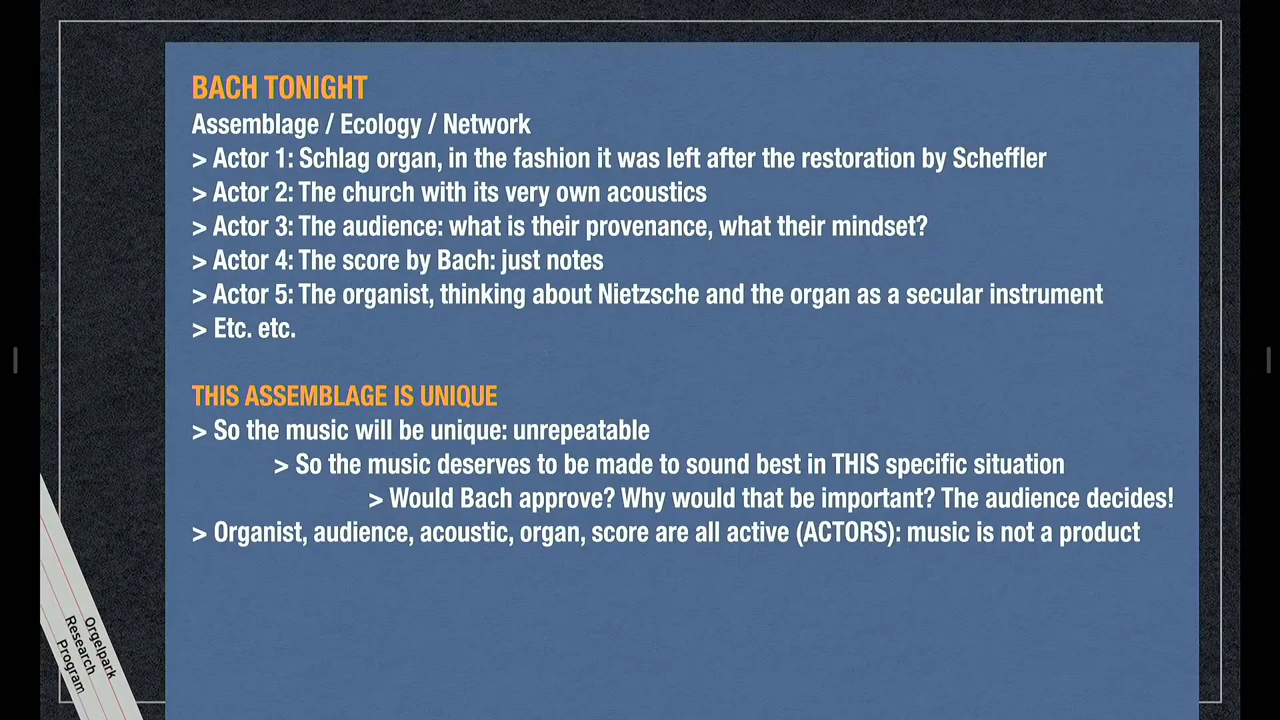 BACH TONIGHT
Assemblage / Ecology / Network
> Actor 1: Schlag organ, in the fashion it was left after the restoration by Scheffler
> Actor 2: The church with its very own acoustics
> Actor 3: The audience: what is their provenance, what their mindset?
> Actor 4: The score by Bach: just notes
> Actor 5: The organist, thinking about Nietzsche and the organ as a secular instrument
> Etc. etc.
THIS ASSEMBLAGE IS UNIQUE
> So the music will be unique: unrepeatable
> So the music deserves to be made to sound best in THIS specific situation
> Would Bach approve? Why would that be important? The audience decides!
> Organist, audience, acoustic, organ, score are all active (ACTORS): music is not a product
Orgelpark
Research
Program